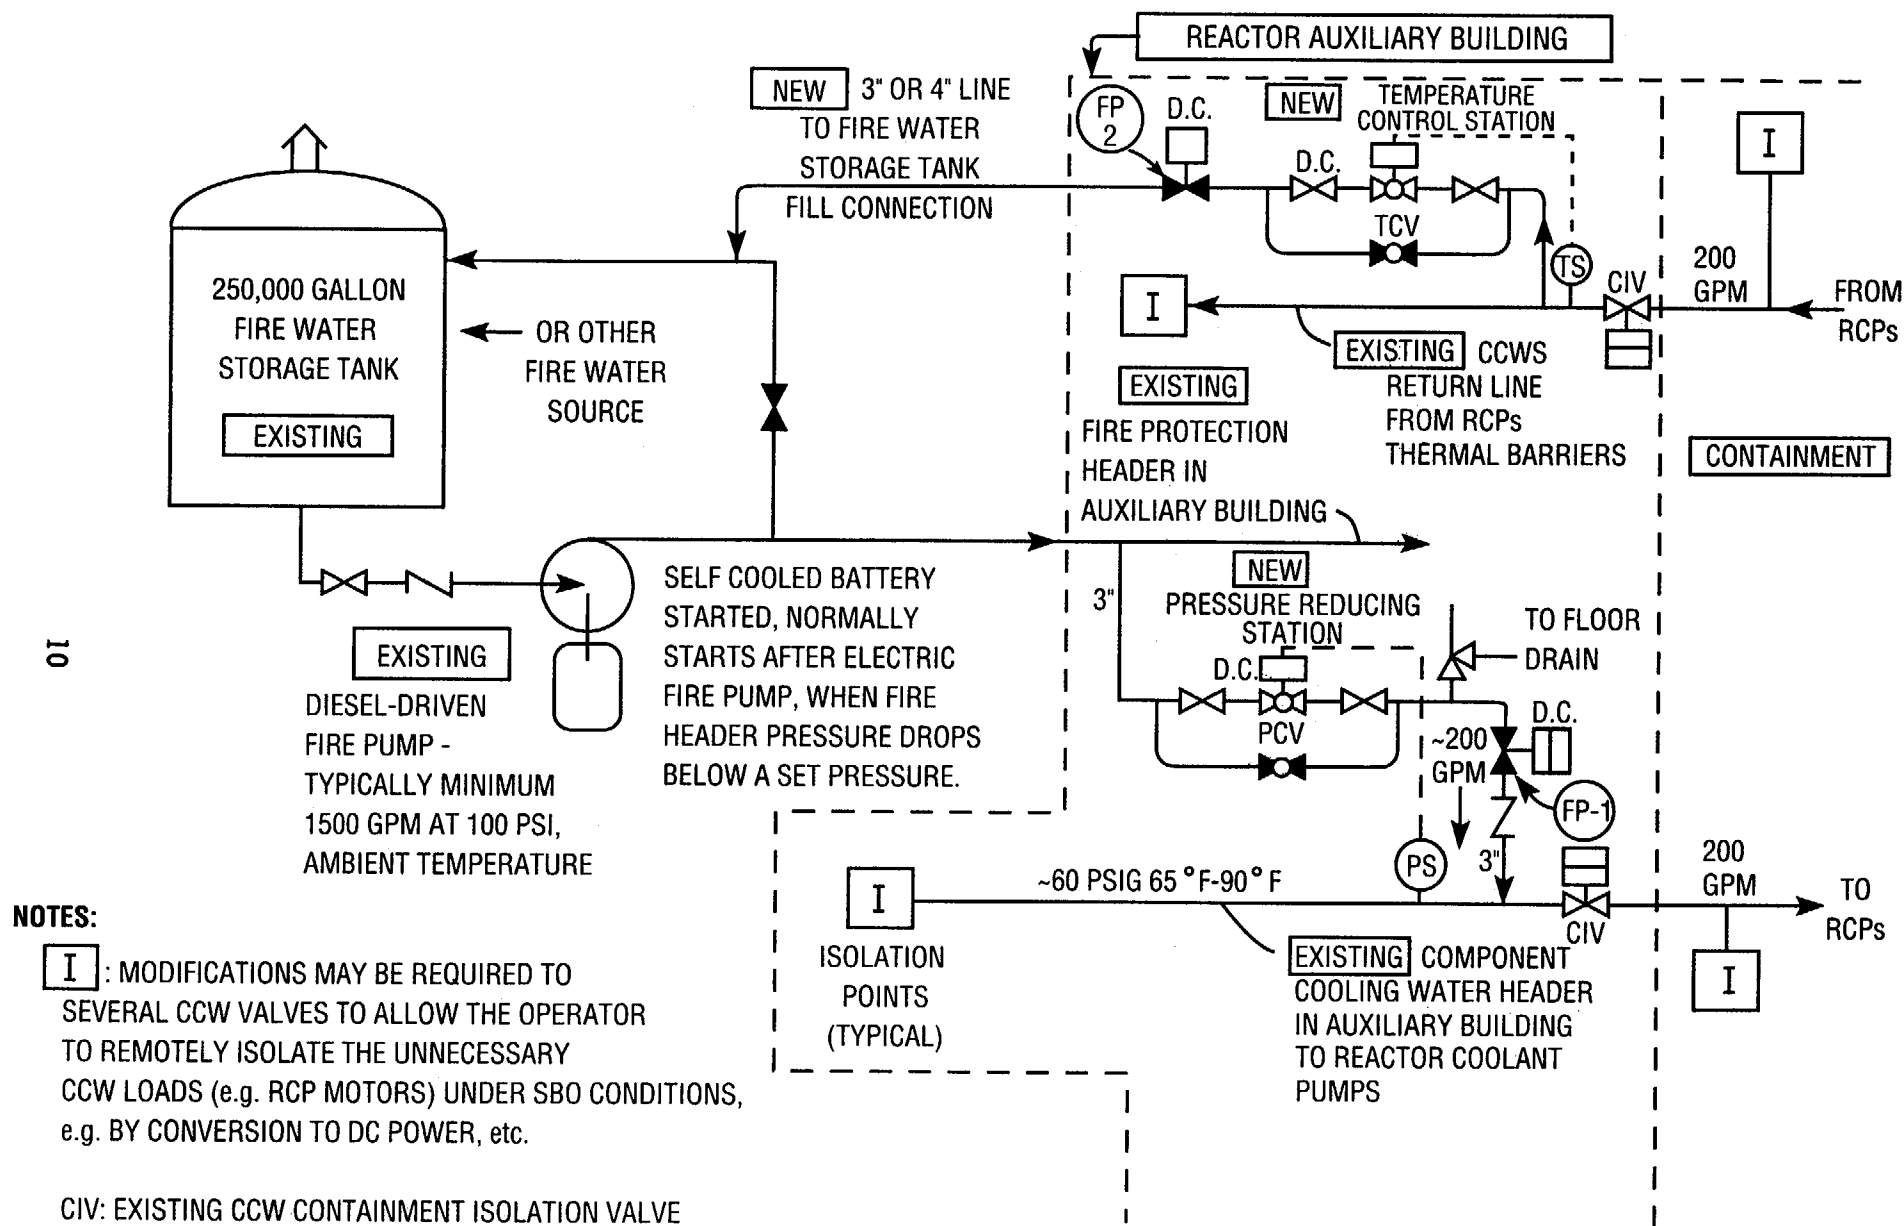 REACTOR AUXILIARY BUILDING
NEW 3" OR 4" LINE
TO FIRE WATER
STORAGE TANK
FILL CONNECTION
FP
2
D.C.
NEW
TEMPERATURE
CONTROL STATION
D.C.
TCV
TS
CIV
I
200
GPM
FROM
RCPs
I
EXISTING CCWS
RETURN LINE
FROM RCPs
THERMAL BARRIERS
250,000 GALLON
FIRE WATER
STORAGE TANK
EXISTING
OR OTHER
FIRE WATER
SOURCE
EXISTING
FIRE PROTECTION
HEADER IN
AUXILIARY BUILDING
CONTAINMENT
EXISTING
DIESEL-DRIVEN
FIRE PUMP -
TYPICALLY MINIMUM
1500 GPM AT 100 PSI,
AMBIENT TEMPERATURE
SELF COOLED BATTERY
STARTED, NORMALLY
STARTS AFTER ELECTRIC
FIRE PUMP, WHEN FIRE
HEADER PRESSURE DROPS
BELOW A SET PRESSURE.
3"
NEW
PRESSURE REDUCING
STATION
D.C.
PCV
TO FLOOR
DRAIN
D.C.
~200
GPM
FP-1
PS
3"
CIV
200
GPM
TO
RCPs
I
I
~60 PSIG 65 °F-90° F
ISOLATION
POINTS
(TYPICAL)
EXISTING COMPONENT
COOLING WATER HEADER
IN AUXILIARY BUILDING
TO REACTOR COOLANT
PUMPS
10
NOTES:
I : MODIFICATIONS MAY BE REQUIRED TO
SEVERAL CCW VALVES TO ALLOW THE OPERATOR
TO REMOTELY ISOLATE THE UNNECESSARY
CCW LOADS (e.g. RCP MOTORS) UNDER SBO CONDITIONS,
e.g. BY CONVERSION TO DC POWER, etc.
CIV: EXISTING CCW CONTAINMENT ISOLATION VALVE